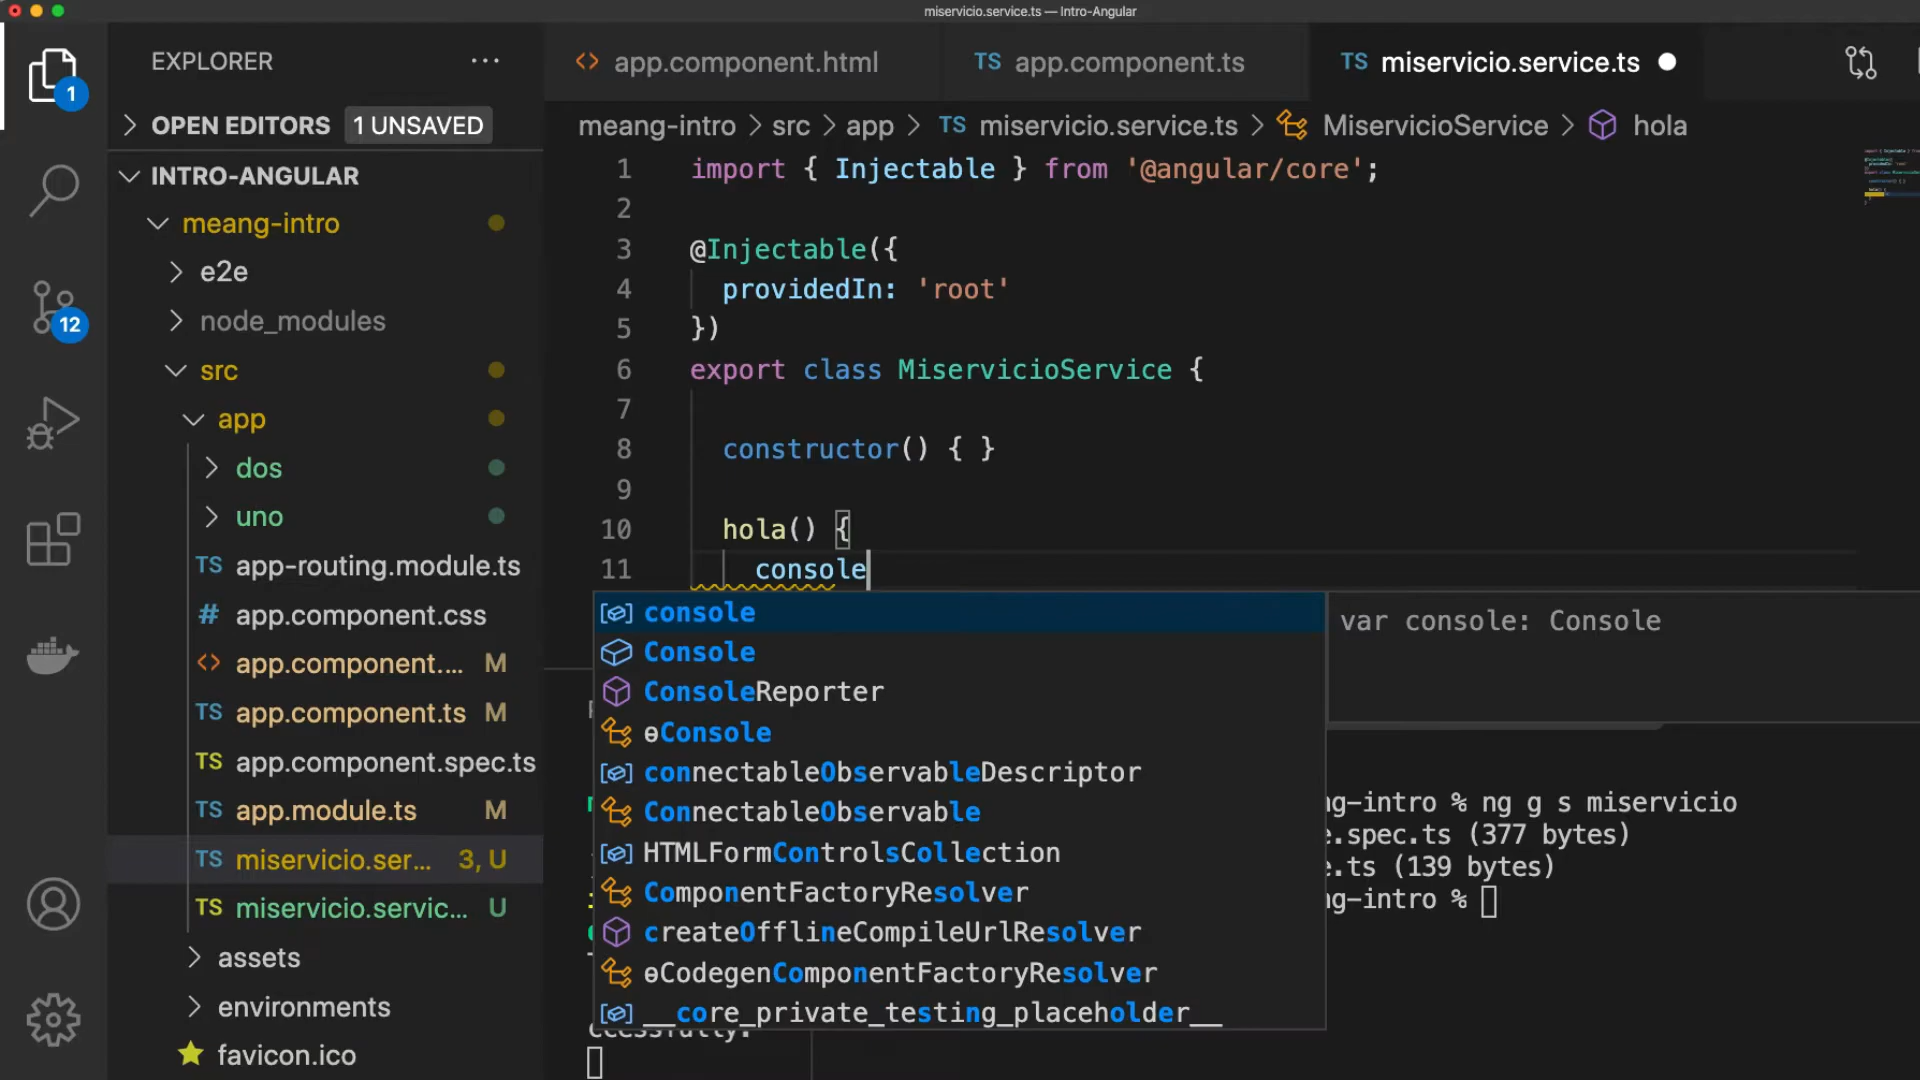 miservicio.service.ts — Intro-Angular
EXPLORER
1
OPEN EDITORS 1 UNSAVED
INTRO-ANGULAR
meang-intro
e2e
node_modules
12
src
app
dos
uno
TS app-routing.module.ts
# app.component.css
<> app.component.... M
TS app.component.ts M
TS app.component.spec.ts
TS app.module.ts M
TS miservicio.ser... 3, U
TS miservicio.servic... U
assets
environments
favicon.ico
<> app.component.html
TS app.component.ts
TS miservicio.service.ts
meang-intro > src > app > TS miservicio.service.ts > MiservicioService > hola
1 import { Injectable } from '@angular/core';
2
3 @Injectable({
4 providedIn: 'root'
5 })
6 export class MiservicioService {
7
8 constructor() { }
9
10 hola() {
11 console
console
Console
ConsoleReporter
ɵConsole
connectableObservableDescriptor
ConnectableObservable
HTMLFormControlsCollection
ComponentFactoryResolver
createOfflineCompileUrlResolver
ɵCodegenComponentFactoryResolver
__core_private_testing_placeholder__
var console: Console
ng-intro % ng g s miservicio
e.spec.ts (377 bytes)
e.ts (139 bytes)
ng-intro %